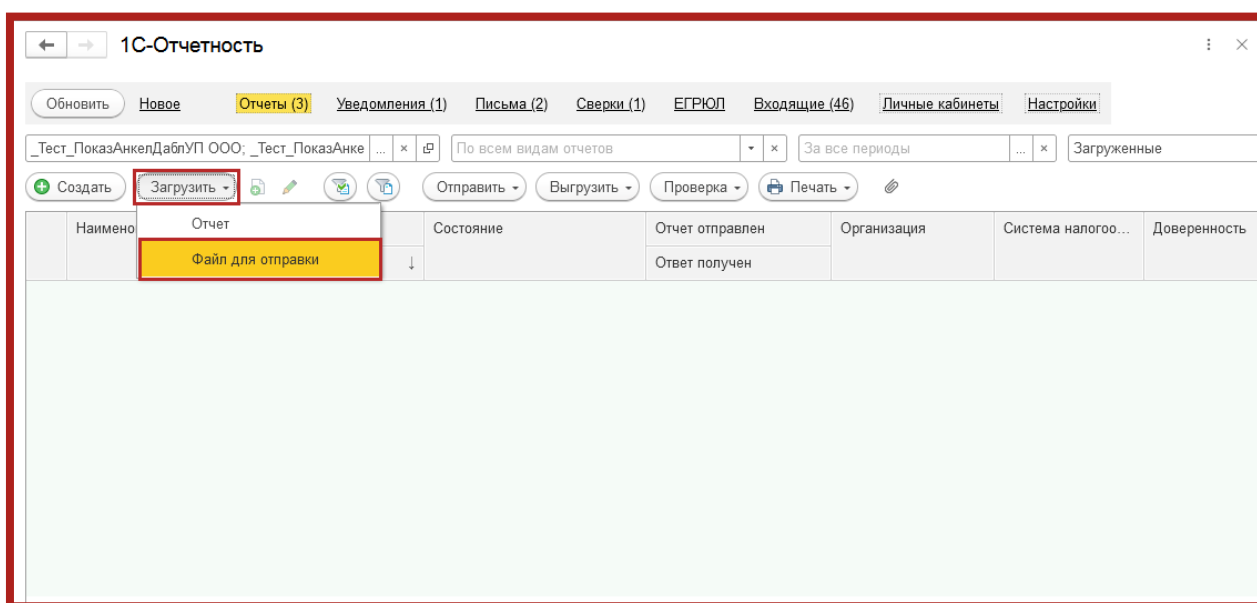 1С-Отчетность
Обновить Новое Отчеты (3) Уведомления (1) Письма (2) Сверки (1) ЕГРЮЛ Входящие (46) Личные кабинеты Настройки
_Тест_ПоказАнкелДаблУП ООО; _Тест_ПоказАнке ... × По всем видам отчетов × За все периоды ... × Загруженные
Создать Загрузить Отправить Выгрузить Проверка Печать
Наимено Отчет Состояние Отчет отправлен Организация Система налогоо... Доверенность
Файл для отправки ↓ Ответ получен